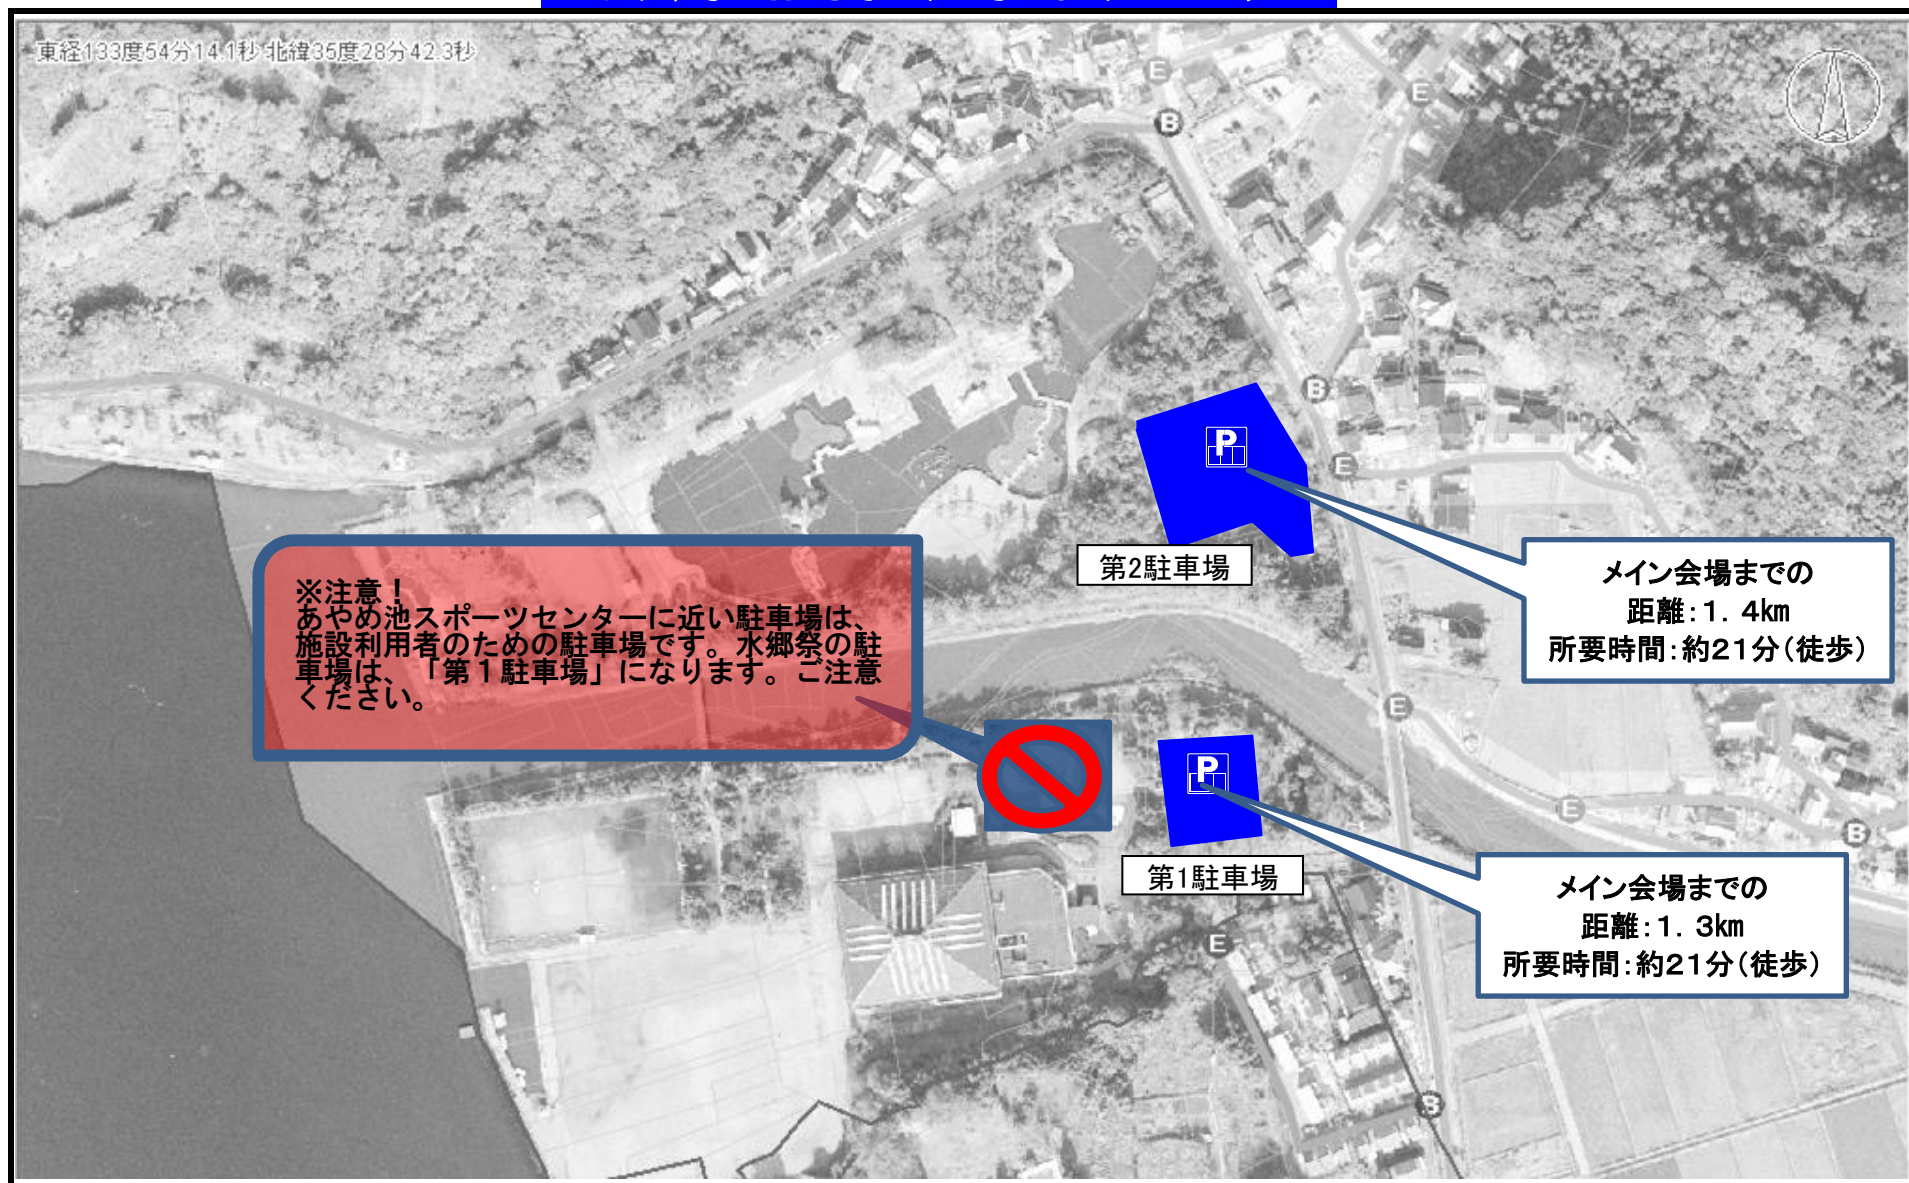 東経133度54分14.1秒 北緯35度28分42.3秒
E
E
B
B
P
E
第2駐車場
メイン会場までの
距離：1．4km
所要時間：約21分（徒歩）
※注意！
あやめ池スポーツセンターに近い駐車場は、
施設利用者のための駐車場です。水郷祭の駐
車場は、「第１駐車場」になります。ご注意
ください。
E
P
E
B
第1駐車場
メイン会場までの
距離：1．3km
所要時間：約21分（徒歩）
E
B